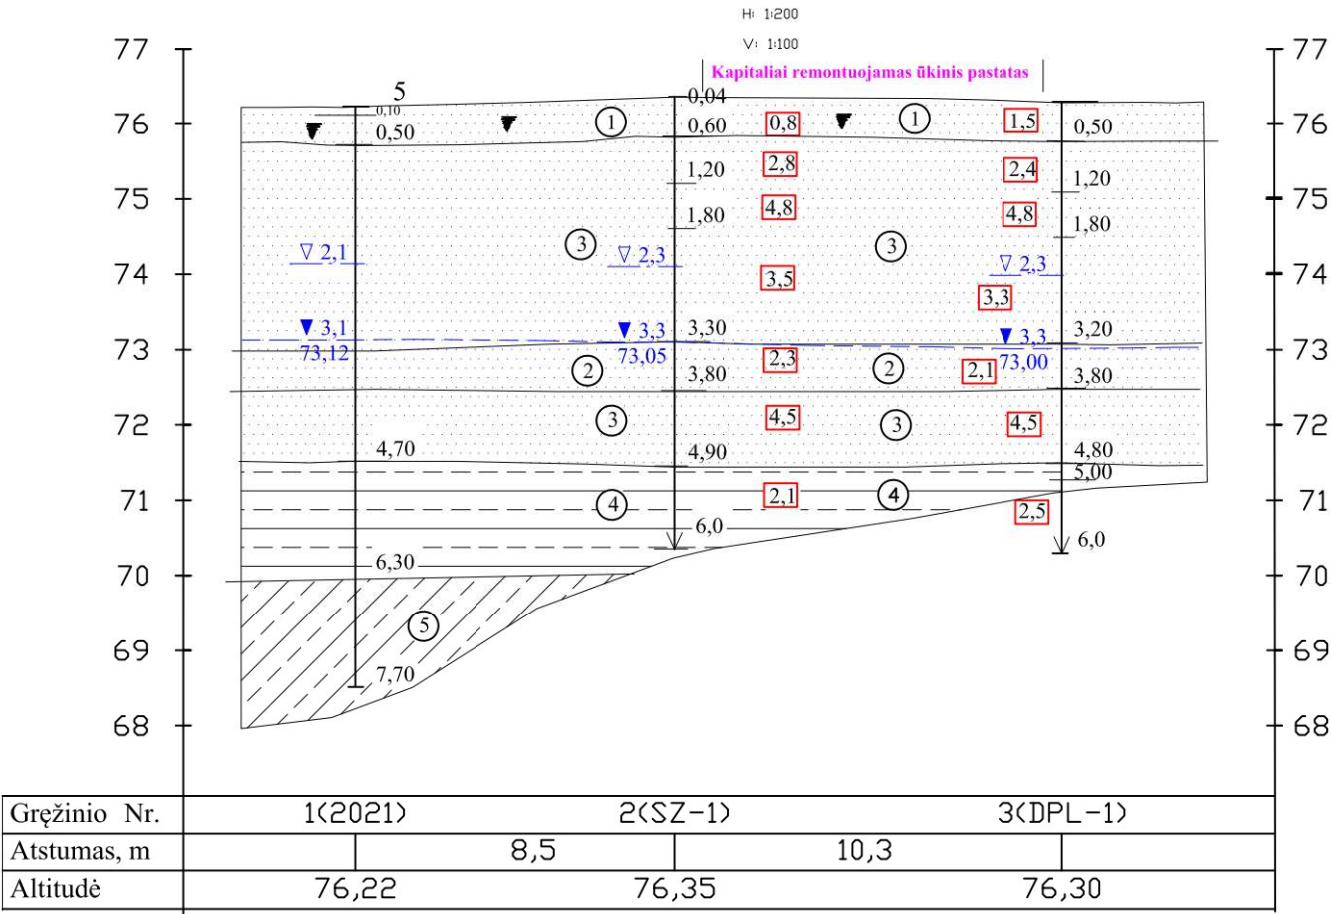 H: 1:200
V: 1:100
Kapitaliai remontuojamas ūkinis pastatas
77 77
5 0,04
0,10
76 0,50 1 0,60 0,8 1 1,5 0,50 76
2,8 2,4
1,20 1,20
75 4,8 4,8 75
1,80 1,80
3 3
2,1 2,3 2,3
74 3,5 74
3,3
3,1 3,3 3,30 3,3 3,20
73 73,12 73,05 2,3 73,00 73
2 3,80 2 2,1 3,80
72 3 4,5 3 4,5 72
4,70 4,90 4,80
5,00
71 4 2,1 4 2,5 71
6,0 6,0
6,30
70 70
5
69 69
7,70
68 68
Gręžinio Nr. 1(2021) 2(SZ-1) 3(DPL-1)
Atstumas, m 8,5 10,3
Altitudė 76,22 76,35 76,30